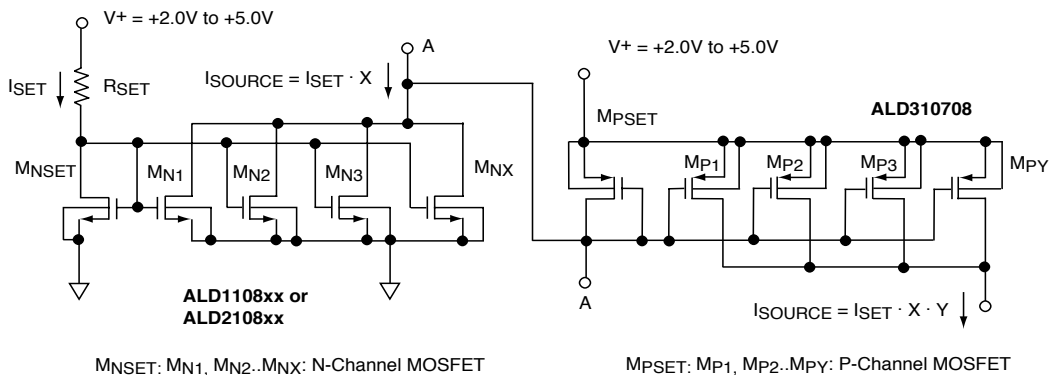 V+ = +2.0V to +5.0V
A
V+ = +2.0V to +5.0V
ISET
RSET
ISOURCE = ISET · X
MPSET
ALD310708
MNSET
MN1
MN2
MN3
MNX
MP1
MP2
MP3
MPY
ALD1108xx or
ALD2108xx
A
ISOURCE = ISET · X · Y
MNSET: MN1, MN2..MNX: N-Channel MOSFET
MPSET: MP1, MP2..MPY: P-Channel MOSFET